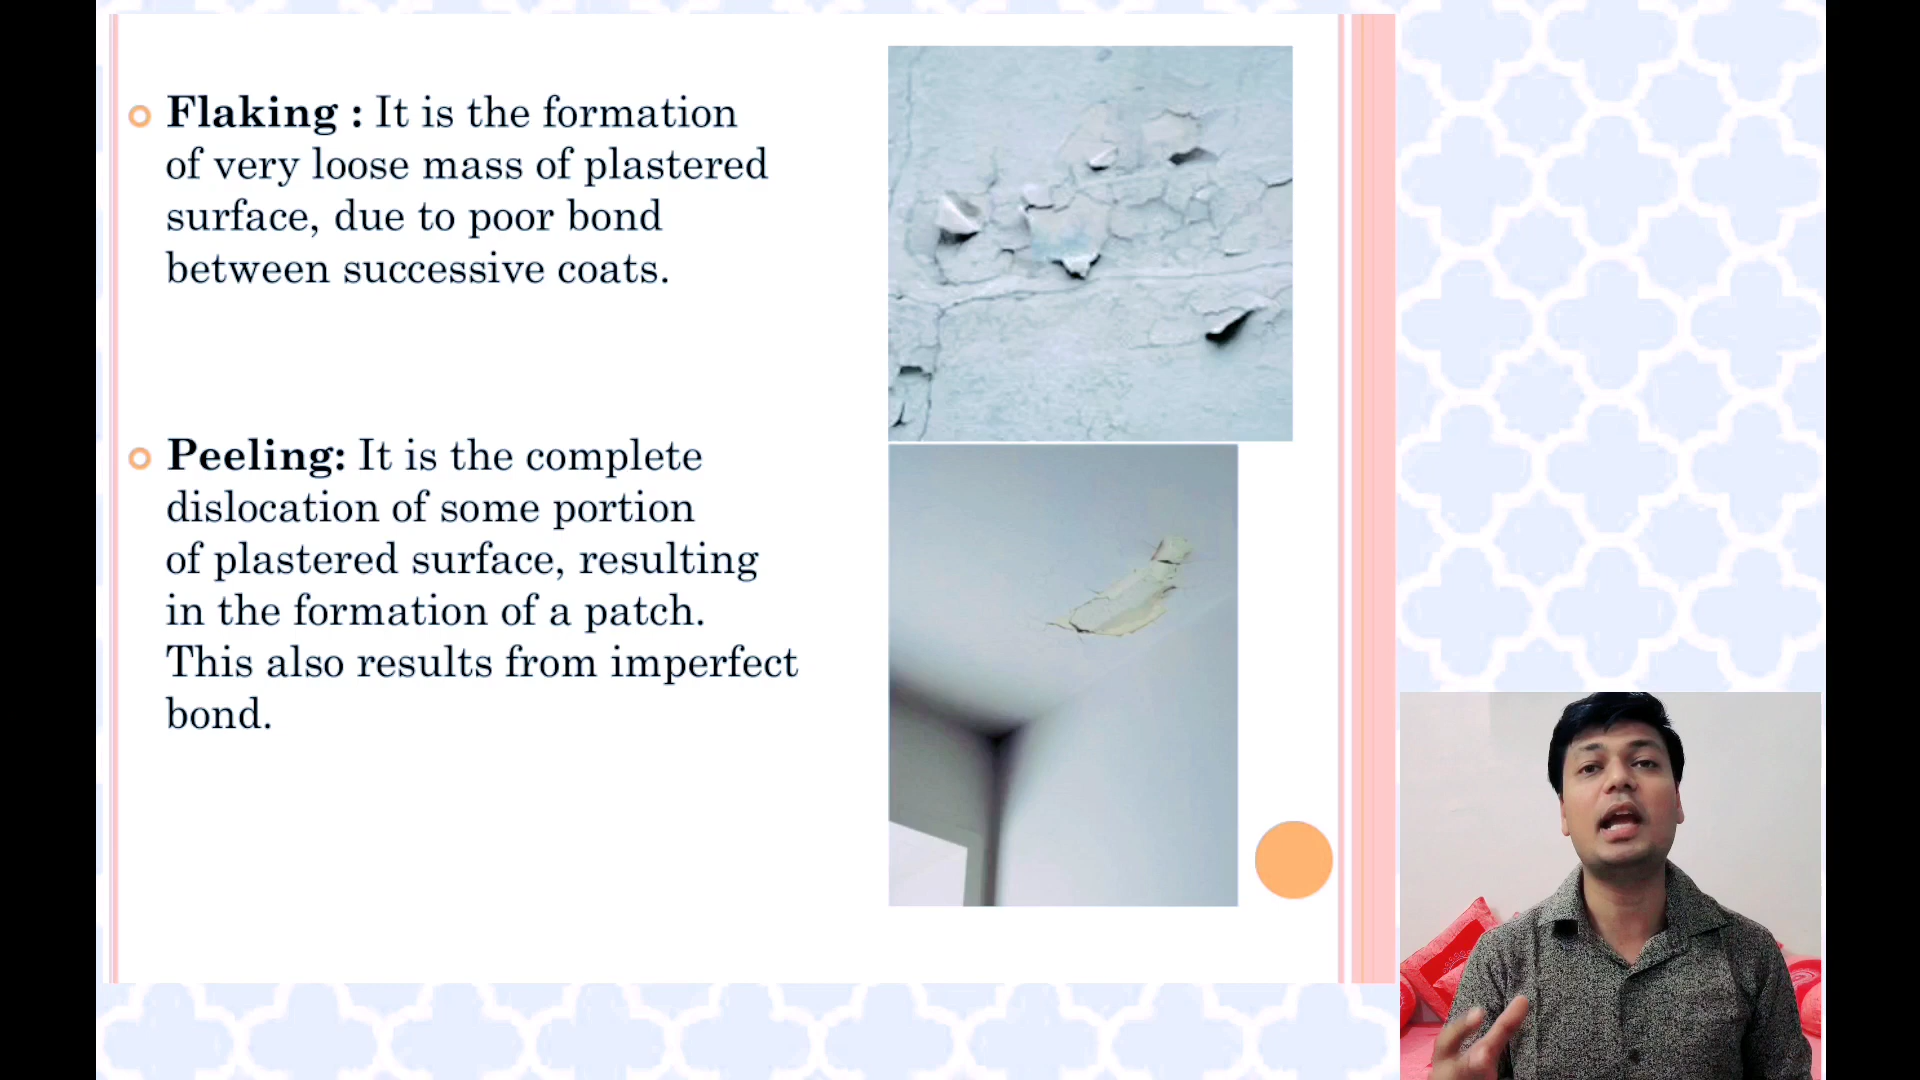 Flaking : It is the formation
of very loose mass of plastered
surface, due to poor bond
between successive coats.
Peeling: It is the complete
dislocation of some portion
of plastered surface, resulting
in the formation of a patch.
This also results from imperfect
bond.